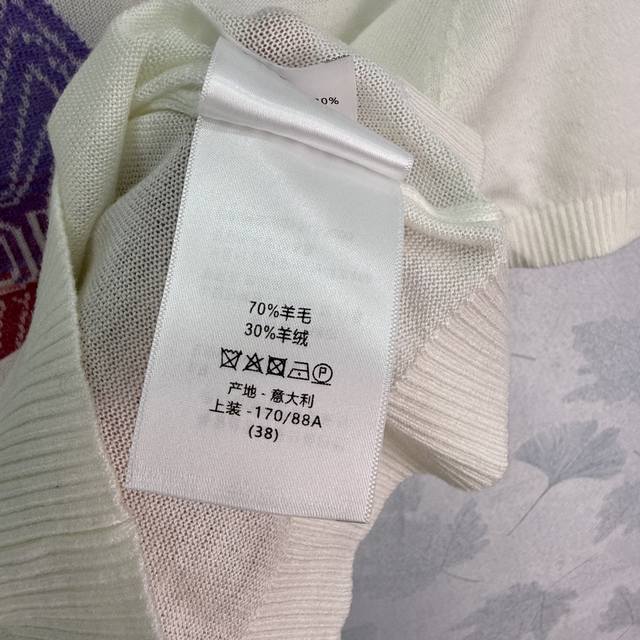 70%羊毛
30%羊绒
P
产地 - 意大利
上装 -170/88A
(38)